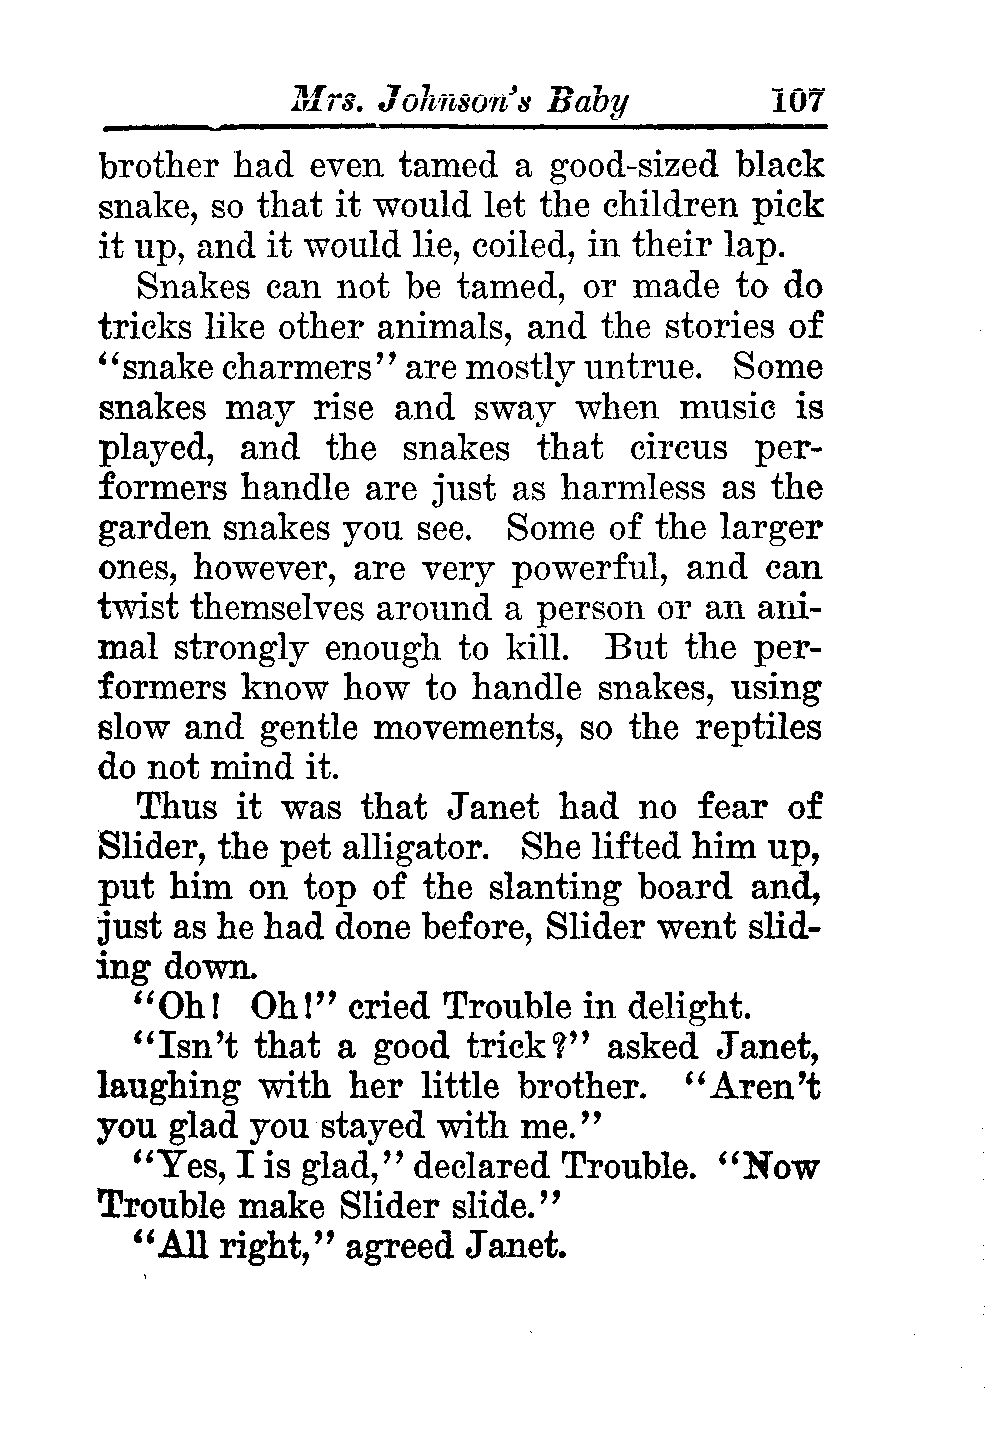 Mrs. Johnson's Baby 107
brother had even tamed a good-sized black
snake, so that it would let the children pick
it up, and it would lie, coiled, in their lap.
Snakes can not be tamed, or made to do
tricks like other animals, and the stories of
"snake charmers" are mostly untrue. Some
snakes may rise and sway when music is
played, and the snakes that circus per-
formers handle are just as harmless as the
garden snakes you see. Some of the larger
ones, however, are very powerful, and can
twist themselves around a person or an ani-
mal strongly enough to kill. But the per-
formers know how to handle snakes, using
slow and gentle movements, so the reptiles
do not mind it.
Thus it was that Janet had no fear of
Slider, the pet alligator. She lifted him up,
put him on top of the slanting board and,
just as he had done before, Slider went slid-
ing down.
"Oh! Oh!" cried Trouble in delight.
"Isn't that a good trick?" asked Janet,
laughing with her little brother. "Aren't
you glad you stayed with me."
"Yes, I is glad," declared Trouble. "Now
Trouble make Slider slide."
"All right," agreed Janet.